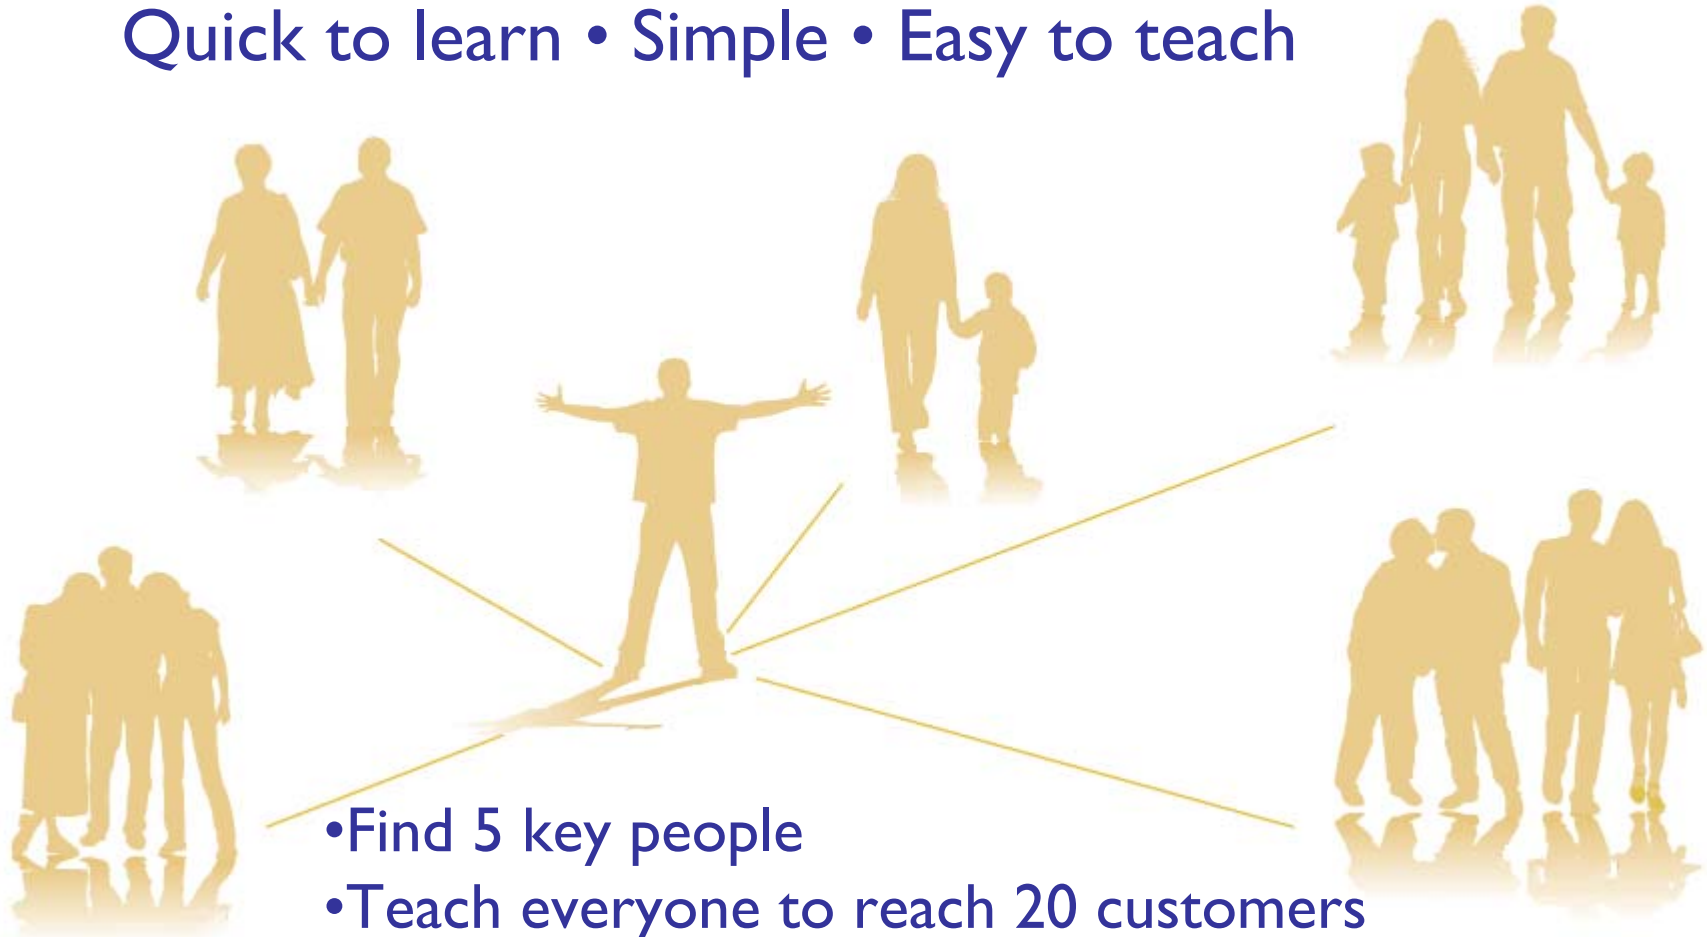 Quick to learn • Simple • Easy to teach
•Find 5 key people
•Teach everyone to reach 20 customers